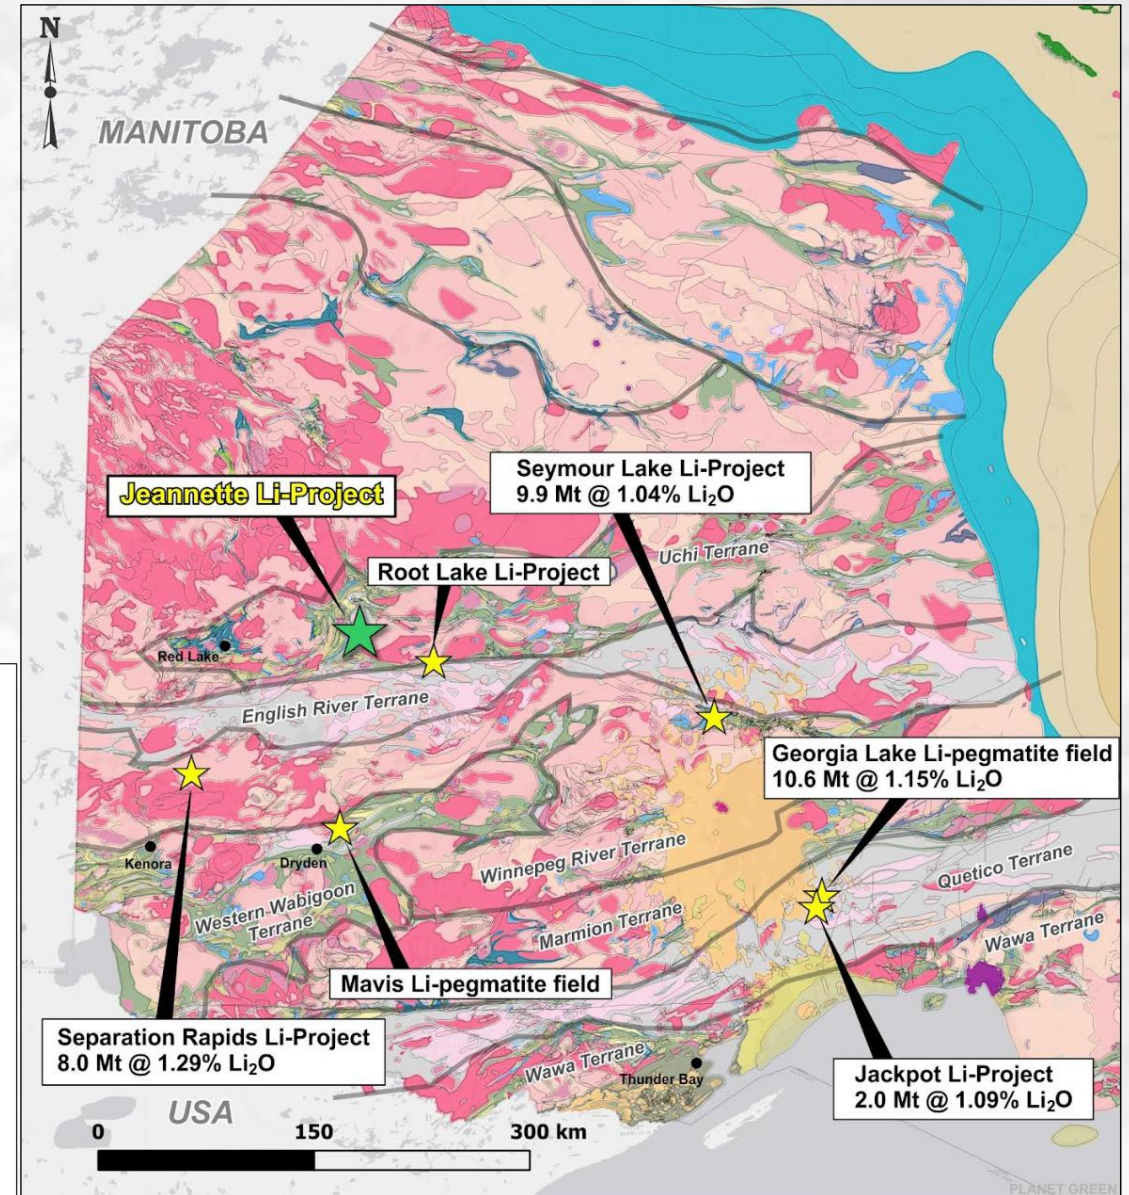 N
MANITOBA
Jeannette Li-Project
Seymour Lake Li-Project
9.9 Mt @ 1.04% Li₂O
Uchi Terrane
Root Lake Li-Project
Red Lake
English River Terrane
Georgia Lake Li-pegmatite field
10.6 Mt @ 1.15% Li₂O
Kenora
Dryden
Winnepeg River Terrane
Quetico Terrane
Western Wabigoon
Terrane
Marmion Terrane
Wawa Terrane
Mavis Li-pegmatite field
Separation Rapids Li-Project
8.0 Mt @ 1.29% Li₂O
Wawa Terrane
Thunder Bay
Jackpot Li-Project
2.0 Mt @ 1.09% Li₂O
USA
0 150 300 km
PLANET GREEN